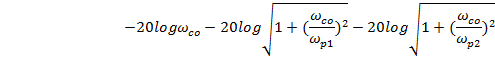 −20logω_co − 20log√(1 + (ω_co/ω_p1)²) − 20log√(1 + (ω_co/ω_p2)²)